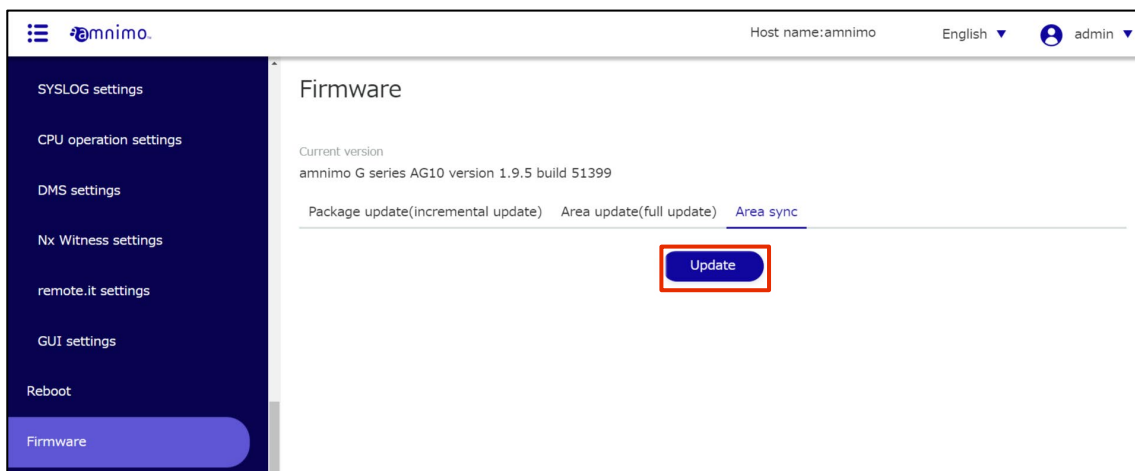 amnimo. Host name:amnimo English ▼ admin ▼
SYSLOG settings
CPU operation settings
DMS settings
Nx Witness settings
remote.it settings
GUI settings
Reboot
Firmware
Firmware
Current version
amnimo G series AG10 version 1.9.5 build 51399
Package update(incremental update) Area update(full update) Area sync
Update